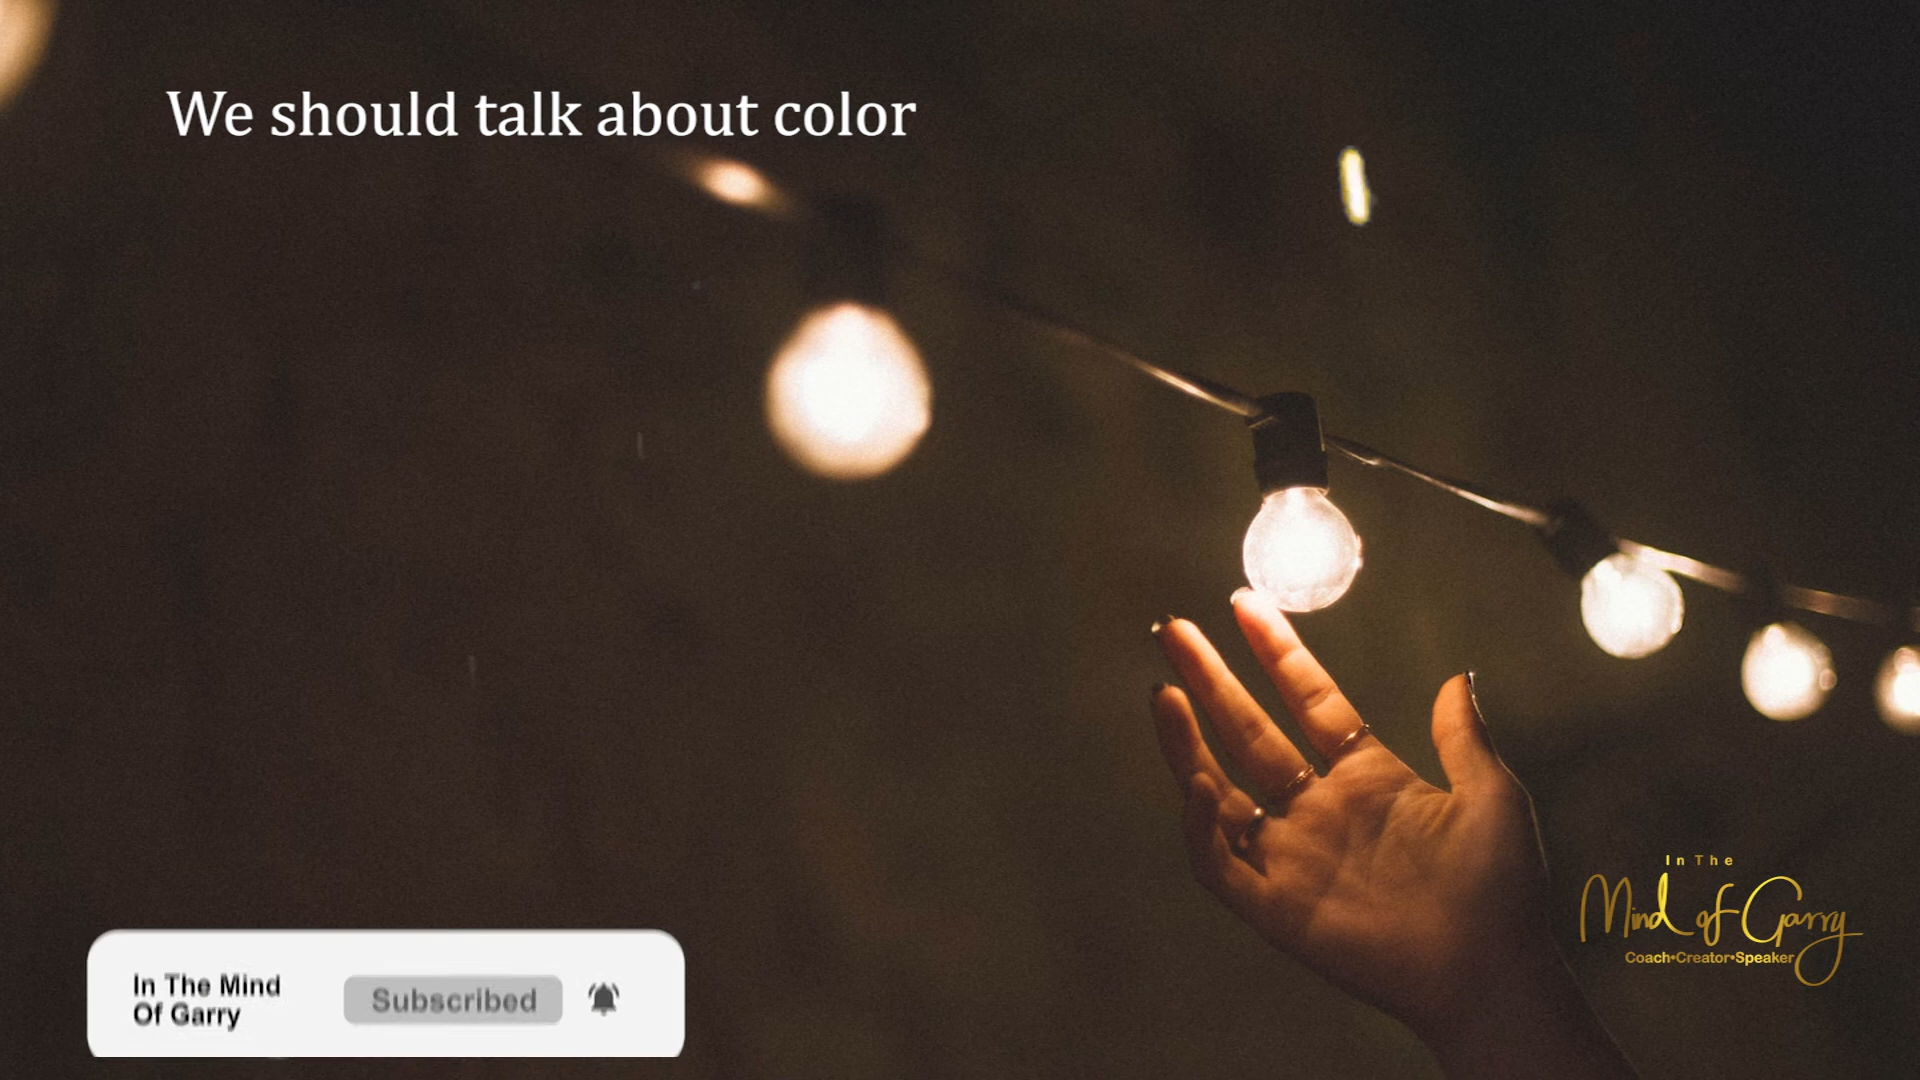 We should talk about color
In The
Mind of Garry
Coach•Creator•Speaker
In The Mind
Of Garry
Subscribed